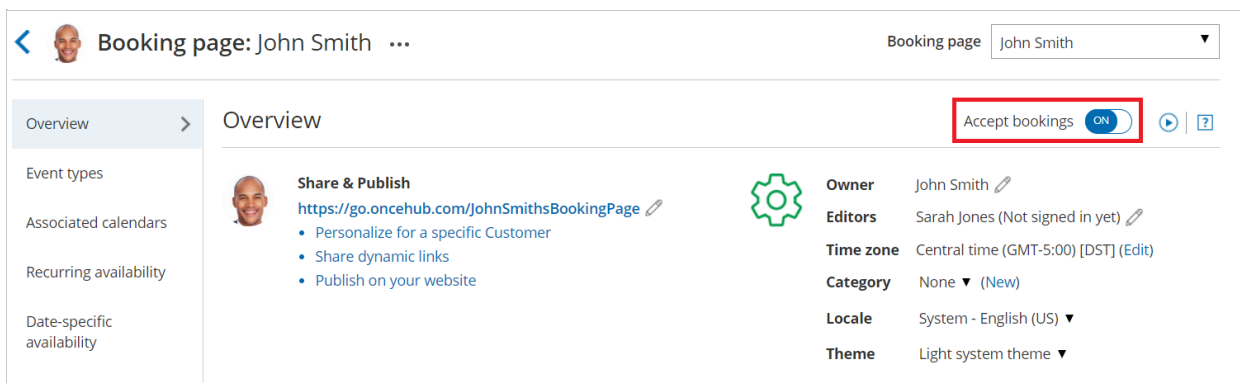 Booking page: John Smith ...
Booking page John Smith
Overview
Overview
Accept bookings ON
?
Event types
Associated calendars
Recurring availability
Date-specific
availability
Share & Publish
https://go.oncehub.com/JohnSmithsBookingPage
• Personalize for a specific Customer
• Share dynamic links
• Publish on your website
Owner John Smith
Editors Sarah Jones (Not signed in yet)
Time zone Central time (GMT-5:00) [DST] (Edit)
Category None ▼ (New)
Locale System - English (US) ▼
Theme Light system theme ▼